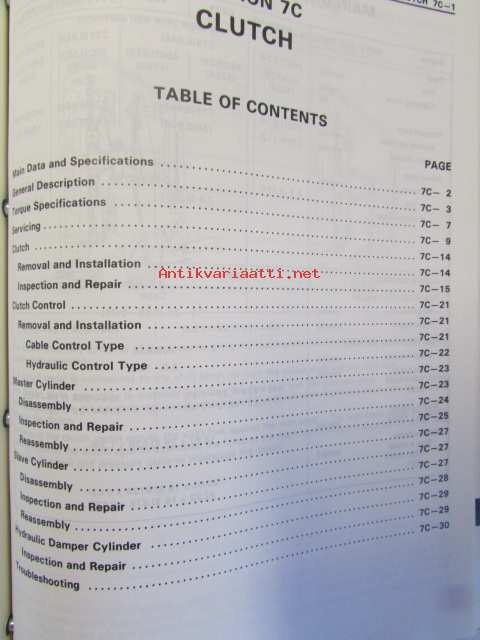 CLUTCH 7C-1
ION 7C
CLUTCH
TABLE OF CONTENTS
PAGE
Main Data and Specifications 7C- 2
General Description 7C- 3
Torque Specifications 7C- 7
Servicing 7C- 9
Clutch 7C-14
Removal and Installation 7C-14
Inspection and Repair 7C-15
Clutch Control 7C-21
Removal and Installation 7C-21
Cable Control Type 7C-21
Hydraulic Control Type 7C-22
Master Cylinder 7C-23
Disassembly 7C-23
Inspection and Repair 7C-24
Reassembly 7C-25
Slave Cylinder 7C-27
Disassembly 7C-27
Inspection and Repair 7C-27
Reassembly 7C-28
Hydraulic Damper Cylinder 7C-29
Inspection and Repair 7C-29
Troubleshooting 7C-30
Antikvariaatti.net